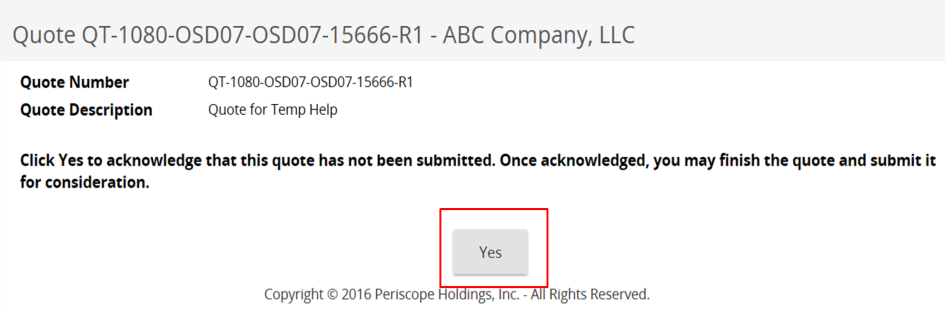 Quote QT-1080-OSD07-OSD07-15666-R1 - ABC Company, LLC
Quote Number QT-1080-OSD07-OSD07-15666-R1
Quote Description Quote for Temp Help
Click Yes to acknowledge that this quote has not been submitted. Once acknowledged, you may finish the quote and submit it
for consideration.
Yes
Copyright © 2016 Periscope Holdings, Inc. - All Rights Reserved.